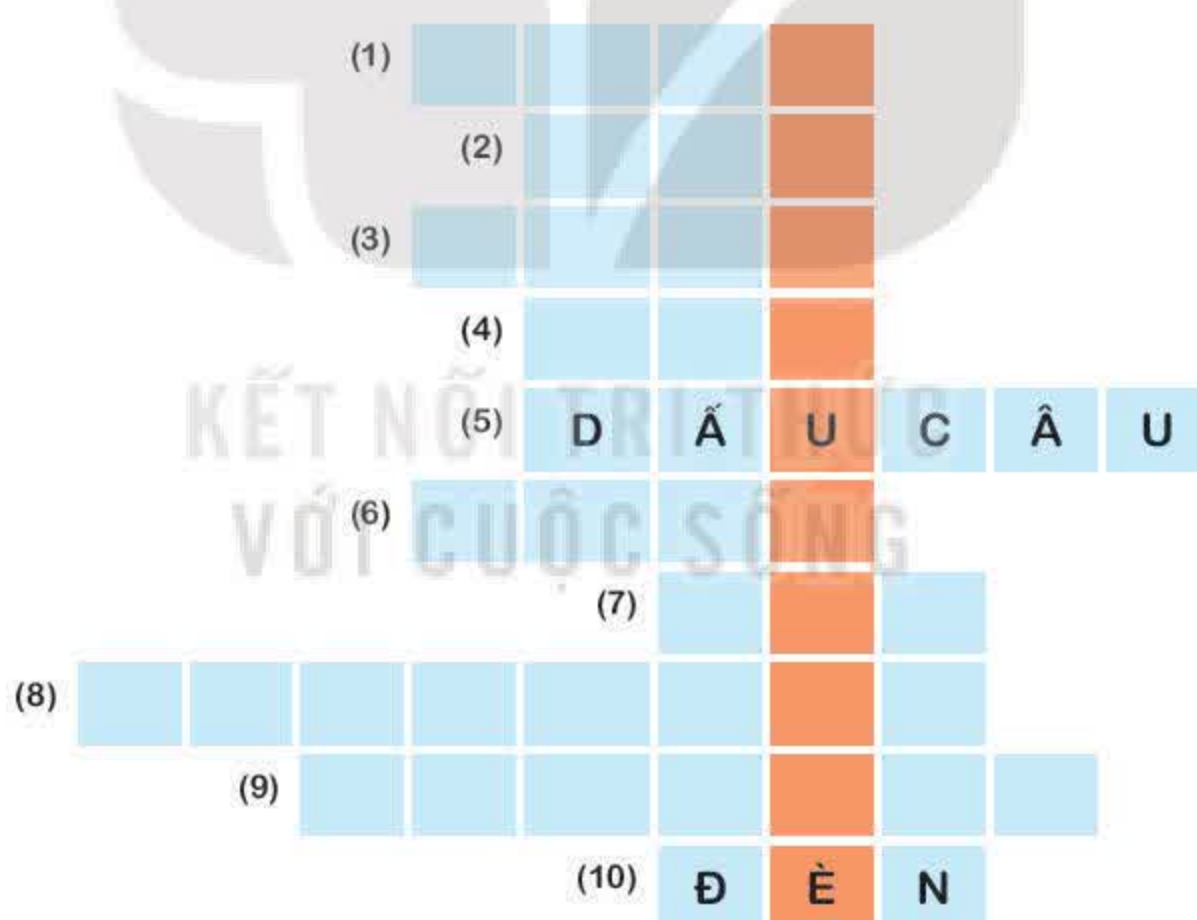 (1)
(2)
(3)
(4)
KẾT NỐI TRI THỨC
(5) D Ấ U C Â U
(6)
VỚI CUỘC SỐNG
(7)
(8)
(9)
(10) Đ È N